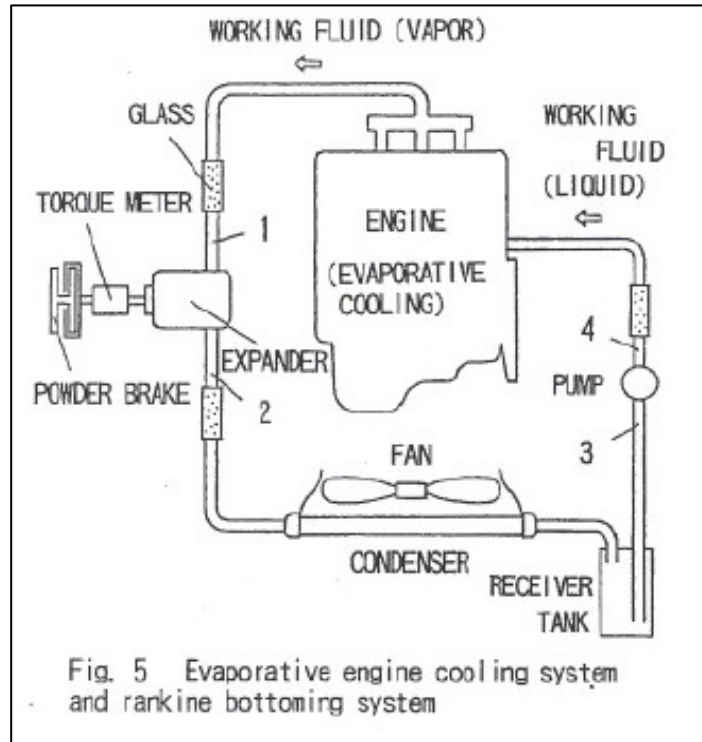 WORKING FLUID (VAPOR)
GLASS
WORKING
FLUID
(LIQUID)
TORQUE METER
1
ENGINE
(EVAPORATIVE
COOLING)
4
EXPANDER
PUMP
POWDER BRAKE
2
3
FAN
CONDENSER
RECEIVER
TANK
Fig. 5 Evaporative engine cooling system
and rankine bottoming system